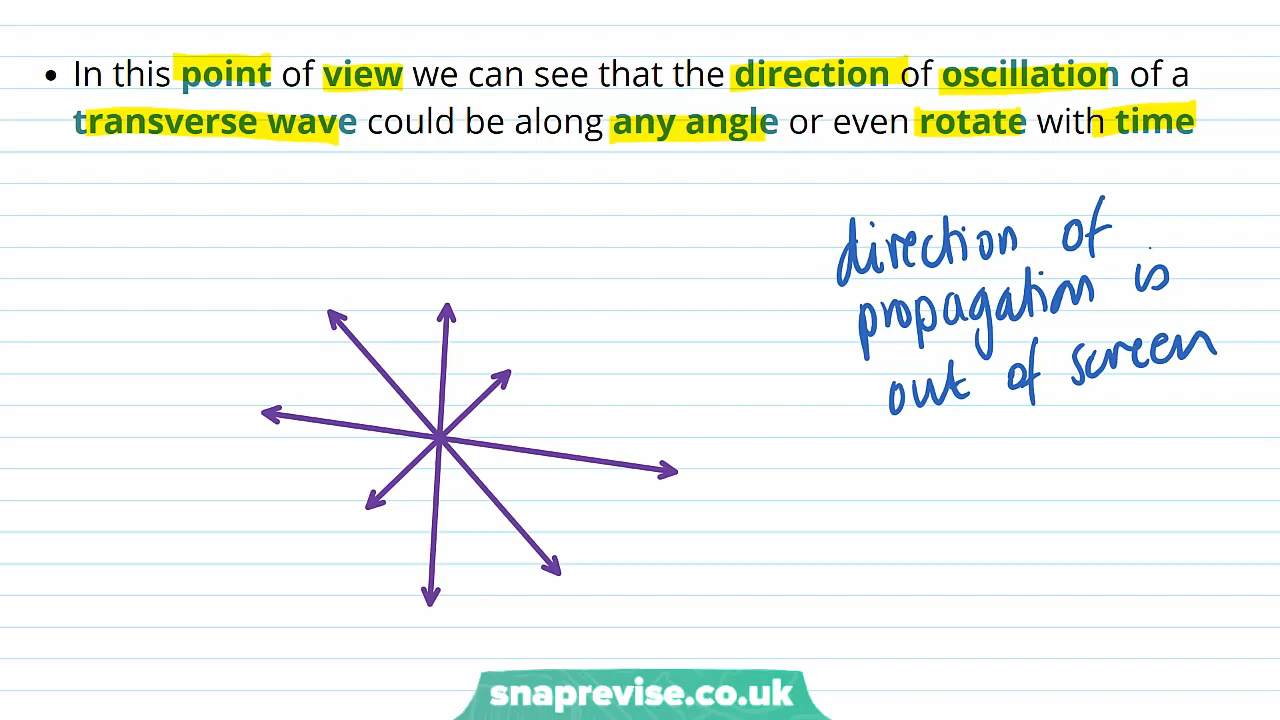 • In this point of view we can see that the direction of oscillation of a
transverse wave could be along any angle or even rotate with time
direction of
propagation is
out of screen
snaprevise.co.uk